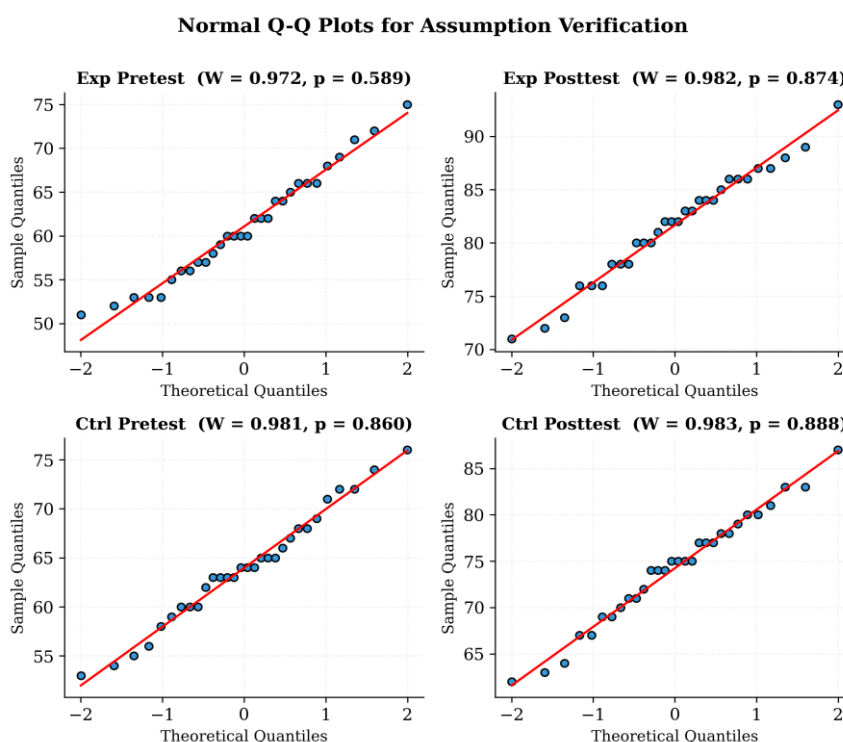 Normal Q-Q Plots for Assumption Verification
Exp Pretest (W = 0.972, p = 0.589)
75
70
65
60
55
50
Sample Quantiles
−2 −1 0 1 2
Theoretical Quantiles
Exp Posttest (W = 0.982, p = 0.874)
90
85
80
75
70
Sample Quantiles
−2 −1 0 1 2
Theoretical Quantiles
Ctrl Pretest (W = 0.981, p = 0.860)
75
70
65
60
55
Sample Quantiles
−2 −1 0 1 2
Theoretical Quantiles
Ctrl Posttest (W = 0.983, p = 0.888)
85
80
75
70
65
Sample Quantiles
−2 −1 0 1 2
Theoretical Quantiles